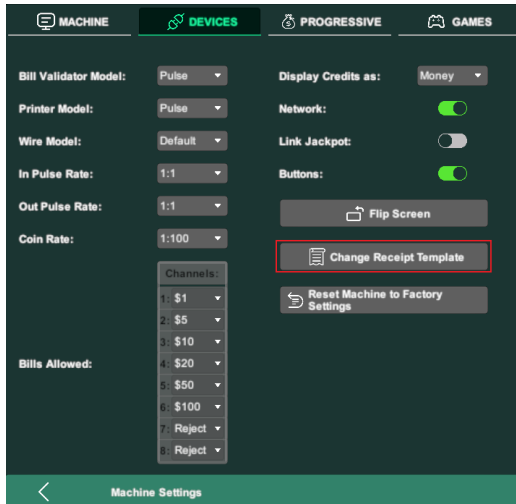 MACHINE
DEVICES
PROGRESSIVE
GAMES
Bill Validator Model: Pulse
Printer Model: Pulse
Wire Model: Default
In Pulse Rate: 1:1
Out Pulse Rate: 1:1
Coin Rate: 1:100
Bills Allowed:
Channels:
1: $1
2: $5
3: $10
4: $20
5: $50
6: $100
7: Reject
8: Reject
Display Credits as: Money
Network:
Link Jackpot:
Buttons:
Flip Screen
Change Receipt Template
Reset Machine to Factory
Settings
Machine Settings